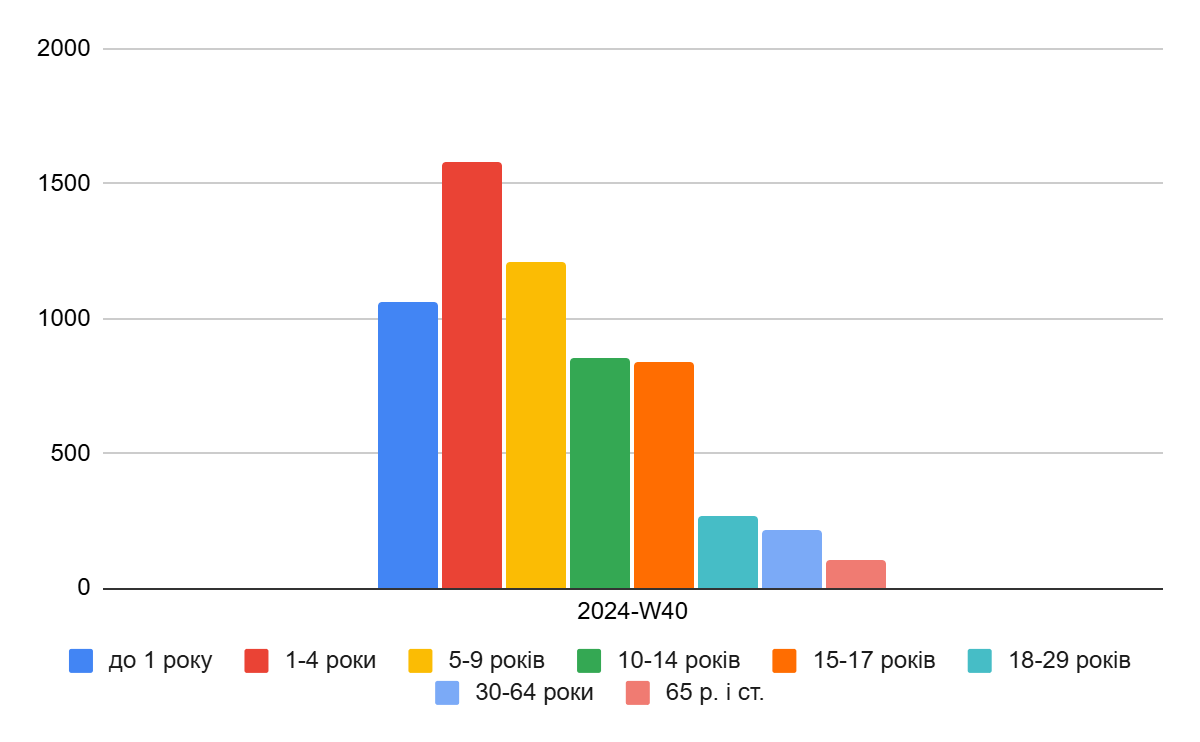 2000
1500
1000
500
0
2024-W40
до 1 року 1-4 роки 5-9 років 10-14 років 15-17 років 18-29 років
30-64 роки 65 р. і ст.